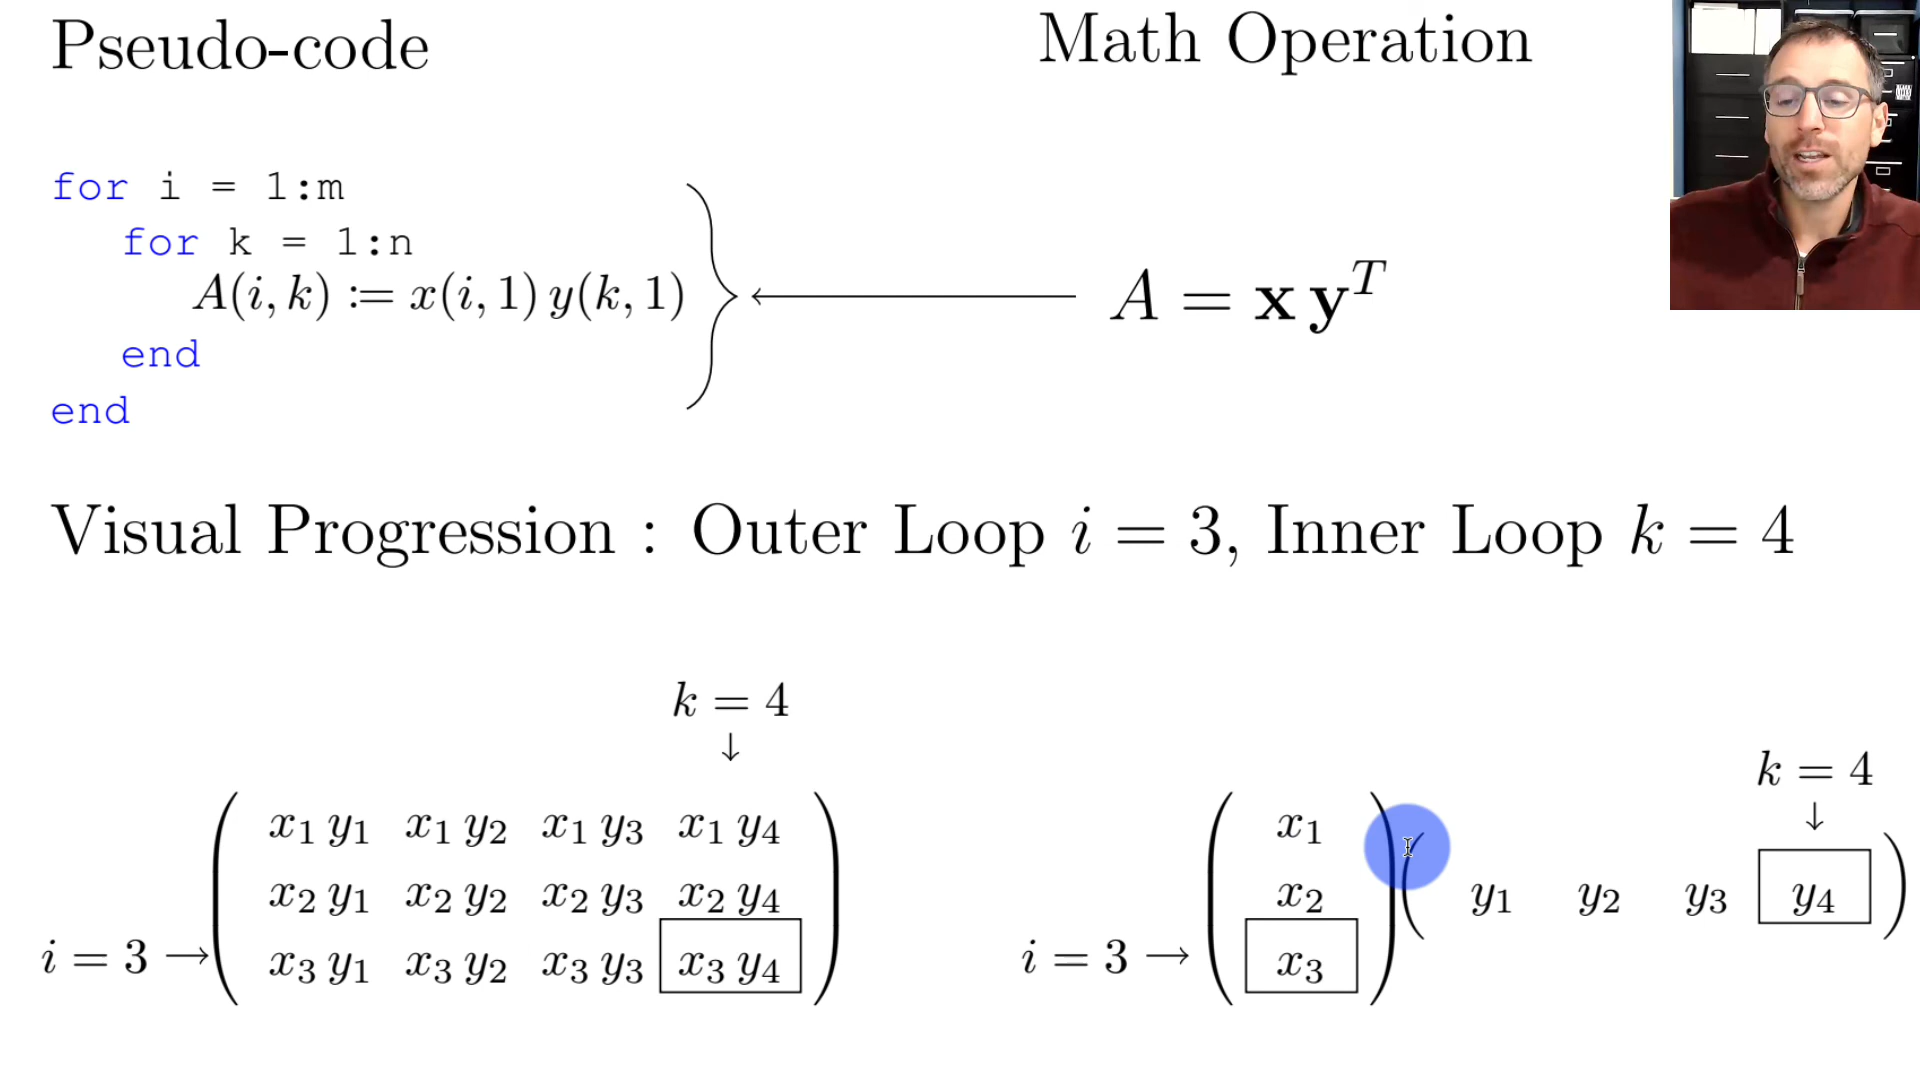 Pseudo-code
Math Operation
for i = 1:m
for k = 1:n
A(i, k) := x(i, 1) y(k, 1)
end
end
A = x y^T
Visual Progression : Outer Loop i = 3, Inner Loop k = 4
k = 4
↓
x₁ y₁ x₁ y₂ x₁ y₃ x₁ y₄
x₂ y₁ x₂ y₂ x₂ y₃ x₂ y₄
i = 3 → x₃ y₁ x₃ y₂ x₃ y₃ x₃ y₄
k = 4
↓
x₁
x₂
i = 3 → x₃
( y₁ y₂ y₃ y₄ )